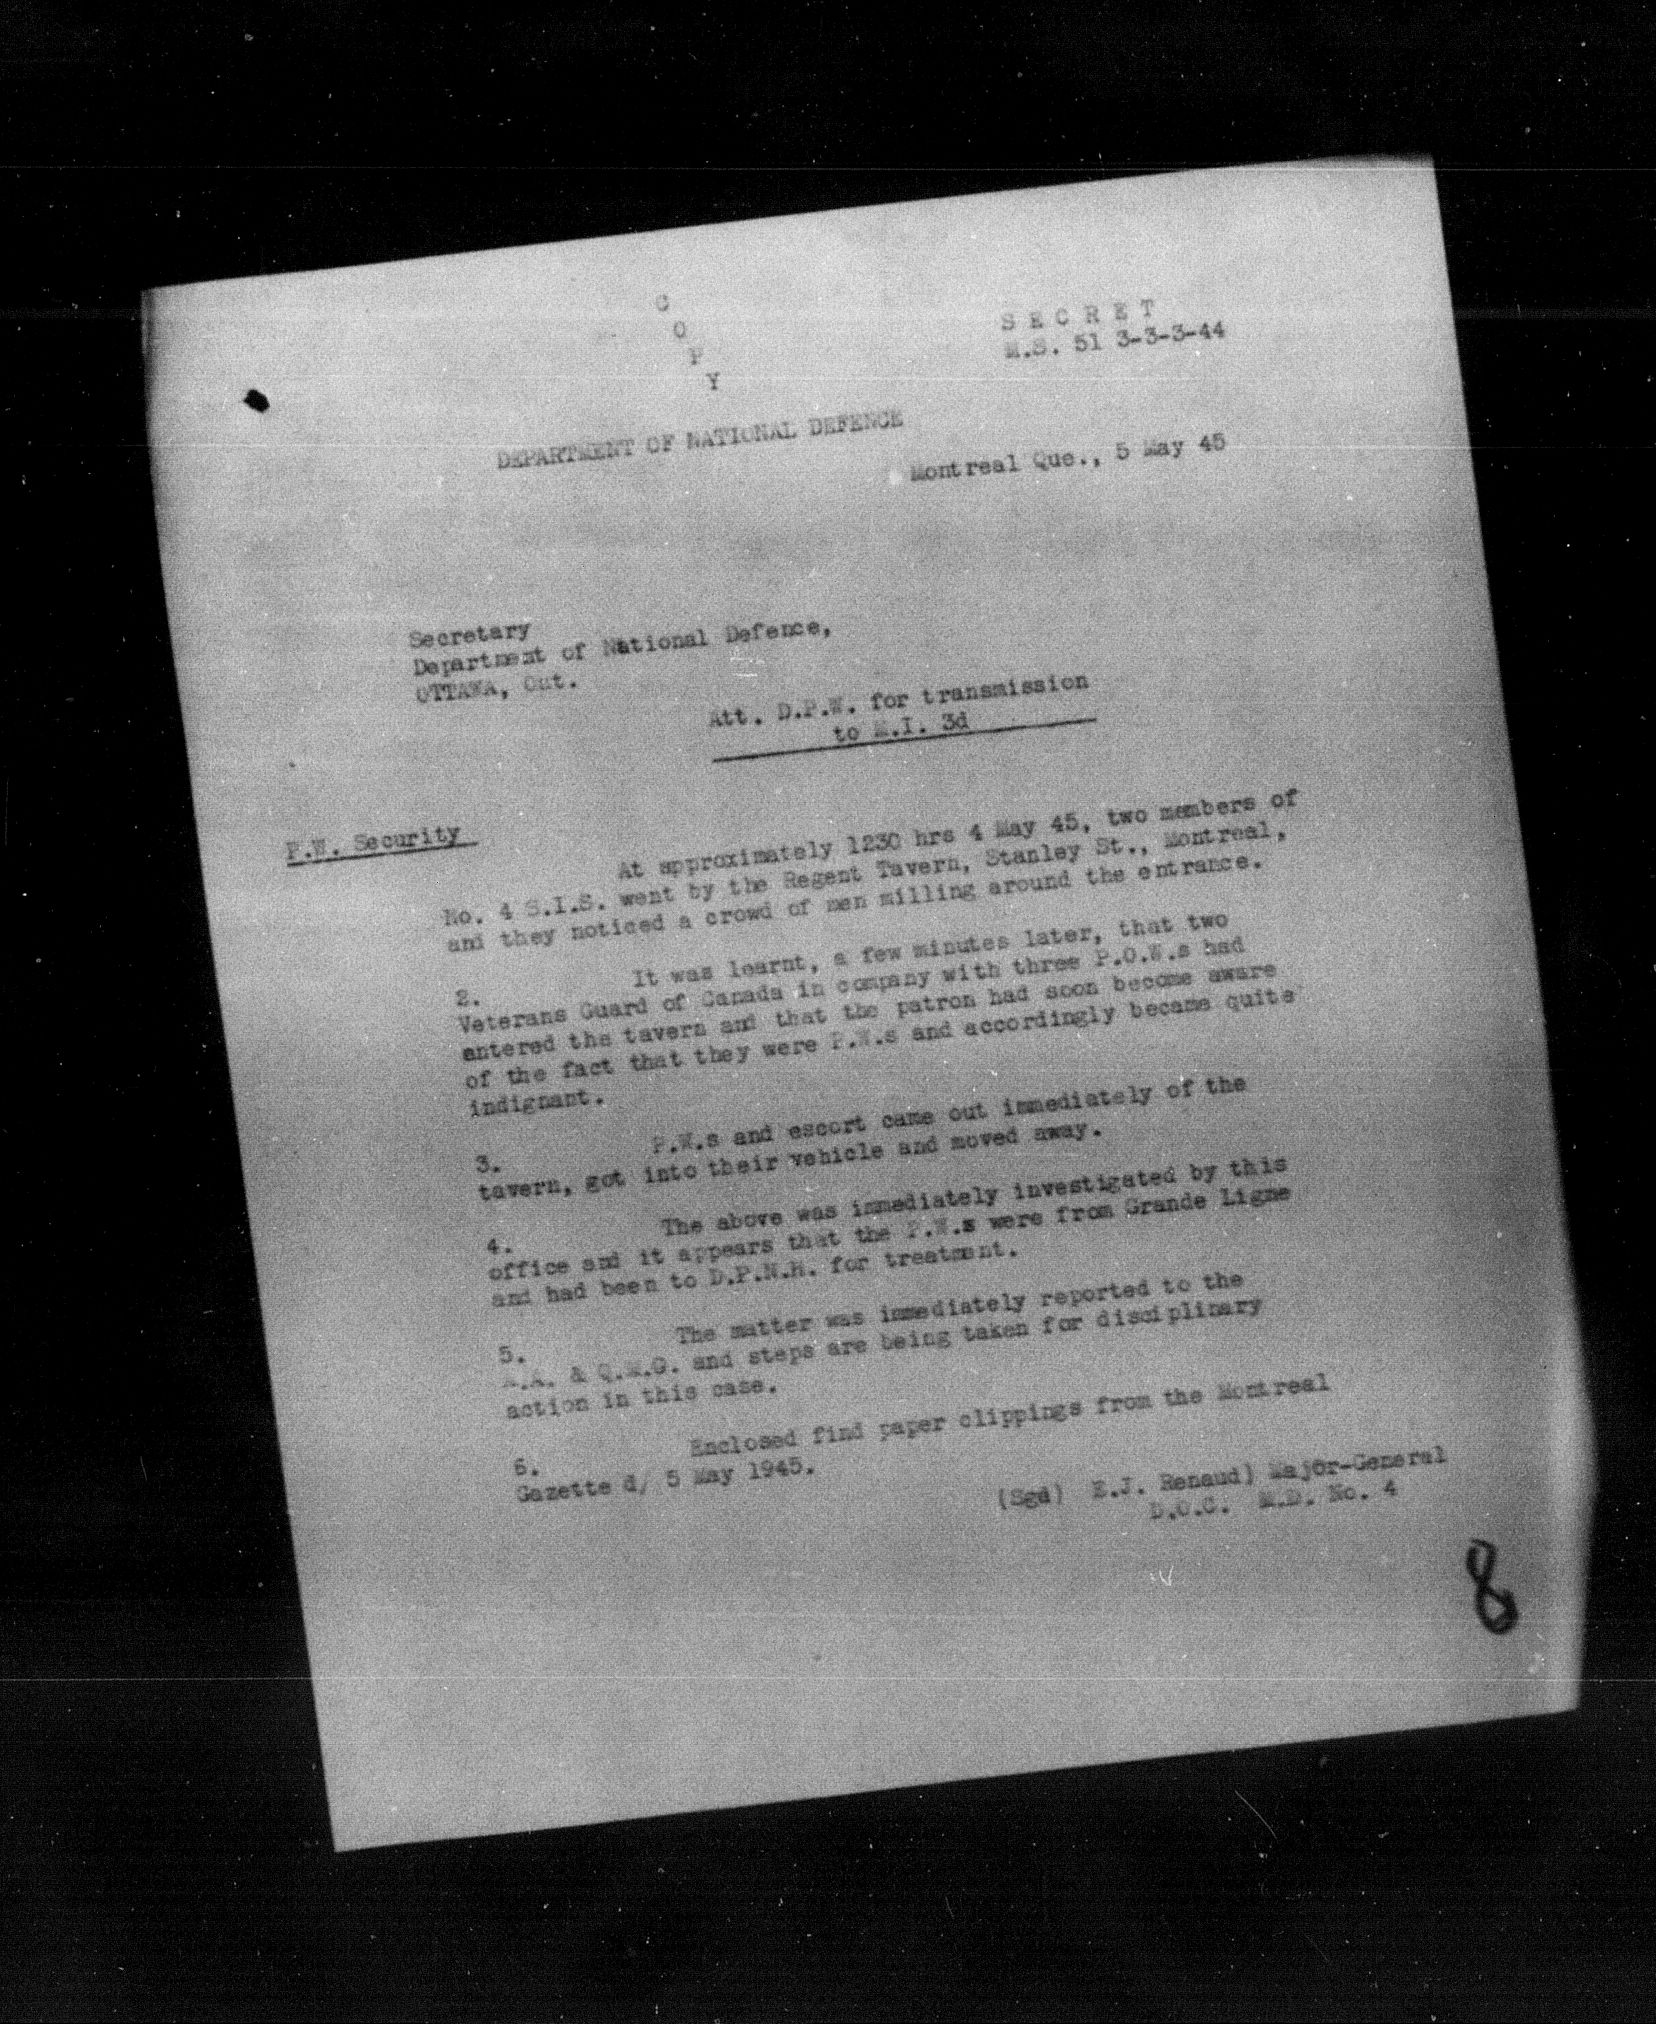 C
O
P
Y
S E C R E T
M.S. 51 3-3-3-44
DEPARTMENT OF NATIONAL DEFENCE
Montreal Que., 5 May 45
Secretary
Department of National Defence,
OTTAWA, Ont.
Att. D.P.W. for transmission
to M.I. 3d
P.W. Security
At approximately 1230 hrs 4 May 45, two members of
No. 4 S.I.S. went by the Regent Tavern, Stanley St., Montreal,
and they noticed a crowd of men milling around the entrance.
2. It was learnt, a few minutes later, that two
Veterans Guard of Canada in company with three P.O.W.s had
entered the tavern and that the patron had soon become aware
of the fact that they were P.W.s and accordingly became quite
indignant.
3. P.W.s and escort came out immediately of the
tavern, got into their vehicle and moved away.
4. The above was immediately investigated by this
office and it appears that the P.W.s were from Grande Ligne
and had been to D.P.N.H. for treatment.
5. The matter was immediately reported to the
& Q.M.G. and steps are being taken for disciplinary
action in this case.
6. Enclosed find paper clippings from the Montreal
Gazette d/ 5 May 1945.
(Sgd) E.J. Renaud) Major-General
D.O.C. M.D. No. 4
8